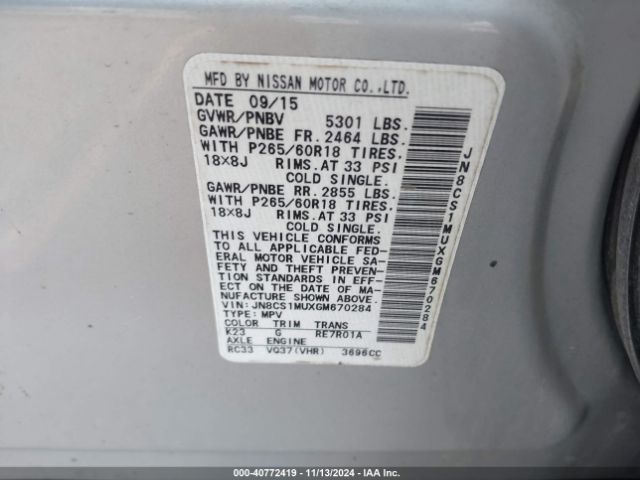 MFD BY NISSAN MOTOR CO.,LTD.
DATE 09/15
GVWR/PNBV 5301 LBS.
GAWR/PNBE FR. 2464 LBS.
WITH P265/60R18 TIRES.
18X8J RIMS.AT 33 PSI
COLD SINGLE.
GAWR/PNBE RR. 2855 LBS.
WITH P265/60R18 TIRES.
18X8J RIMS.AT 33 PSI
COLD SINGLE.
THIS VEHICLE CONFORMS
TO ALL APPLICABLE FED-
ERAL MOTOR VEHICLE SA-
FETY AND THEFT PREVEN-
TION STANDARDS IN EFF-
ECT ON THE DATE OF MA-
NUFACTURE SHOWN ABOVE.
VIN: JN8CS1MUXGM670284
TYPE: MPV
COLOR TRIM TRANS
K23 G RE7R01A
AXLE ENGINE
RC33 VQ37(VHR) 3696CC
JN8CS1MUXGM670284
000-40772419 - 11/13/2024 - IAA